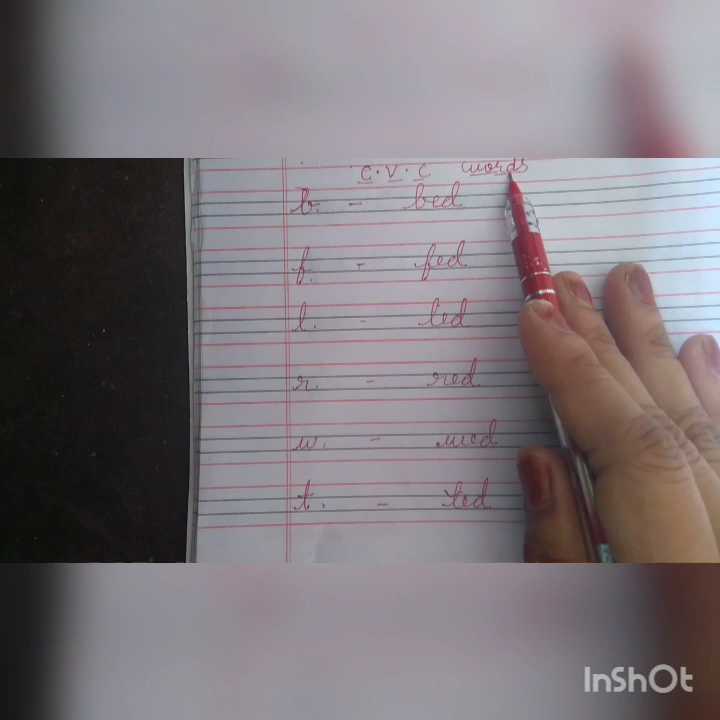 C. V. C words
b. - bed
f. - fed
l. - led
r. - red
w. - wed
t. - ted
InShOt